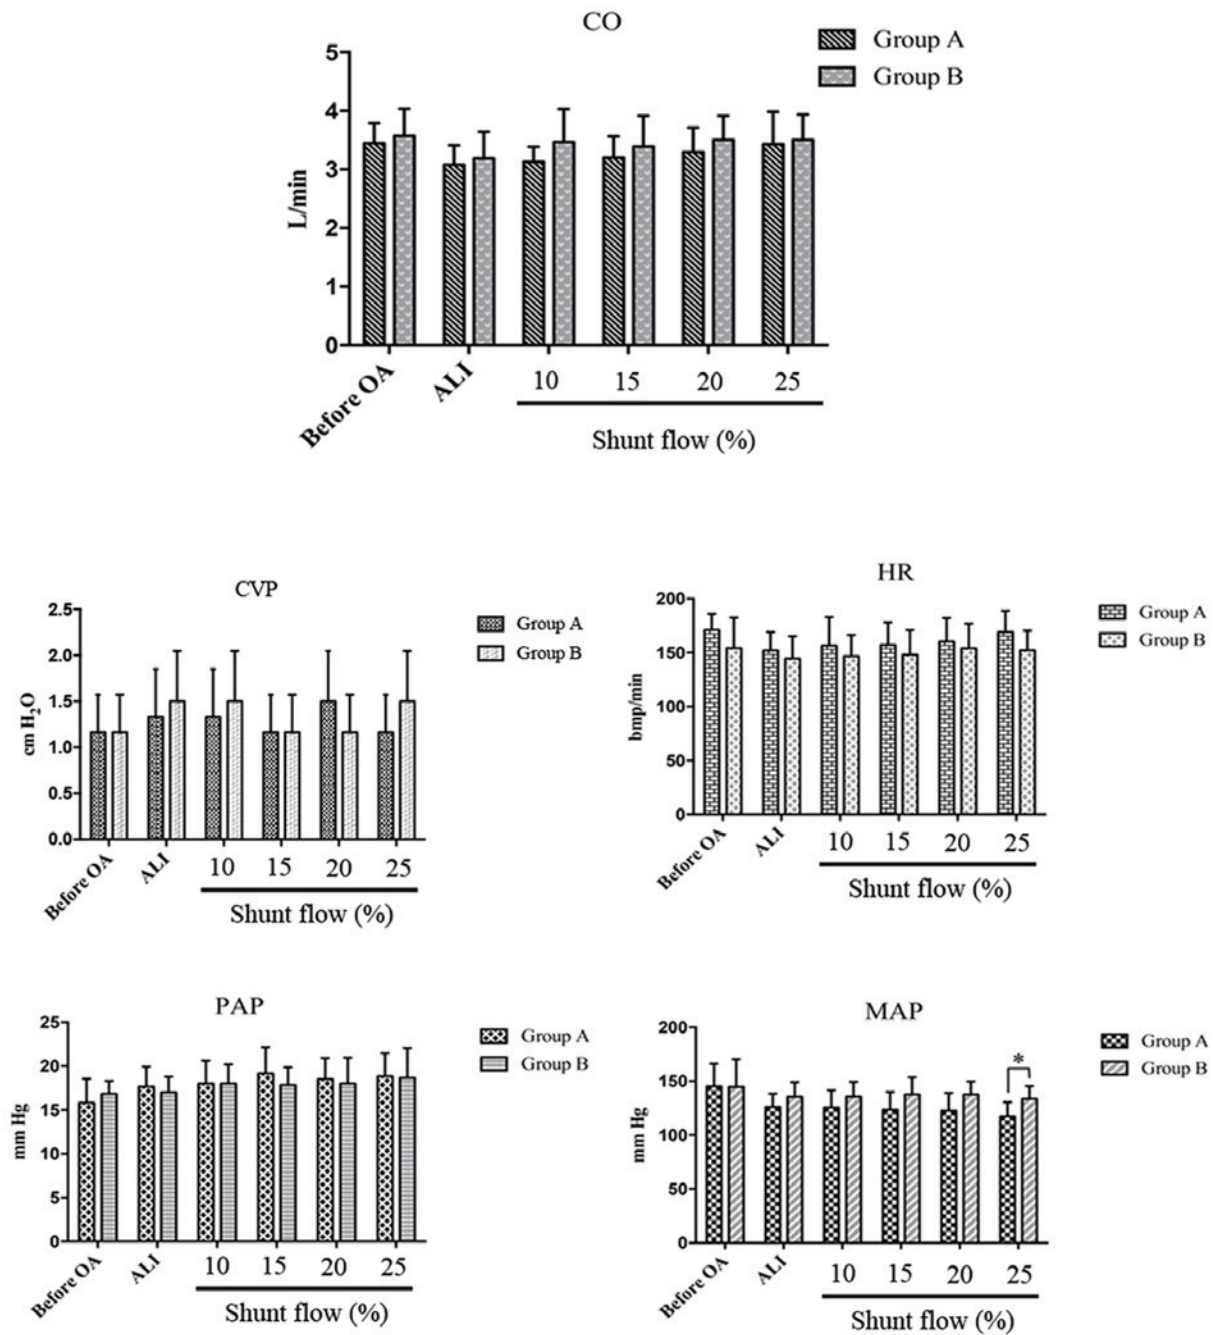 CO
Group A
Group B
5
4
3
2
1
0
L/min
Before OA
ALI
10
15
20
25
Shunt flow (%)
CVP
Group A
Group B
2.5
2.0
1.5
1.0
0.5
0.0
cm H₂O
Before OA
ALI
10
15
20
25
Shunt flow (%)
HR
Group A
Group B
200
150
100
50
0
bmp/min
Before OA
ALI
10
15
20
25
Shunt flow (%)
PAP
Group A
Group B
25
20
15
10
5
0
mm Hg
Before OA
ALI
10
15
20
25
Shunt flow (%)
MAP
Group A
Group B
200
150
100
50
0
mm Hg
*
Before OA
ALI
10
15
20
25
Shunt flow (%)